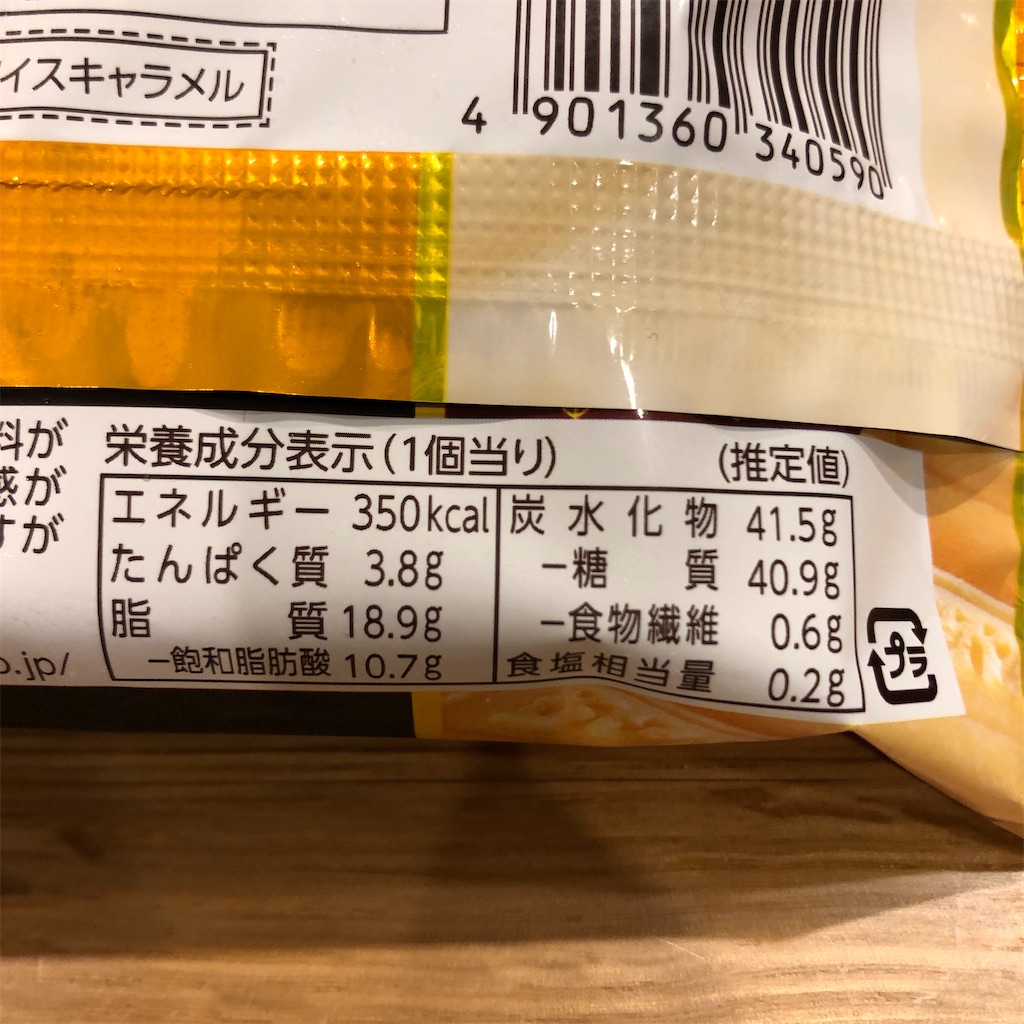 イスキャラメル
4 901360 340590
料が
感が
すが
.jp/
栄養成分表示(1個当り) (推定値)
エネルギー 350kcal
たんぱく質 3.8g
脂質 18.9g
−飽和脂肪酸 10.7g
炭水化物 41.5g
−糖質 40.9g
−食物繊維 0.6g
食塩相当量 0.2g
プラ